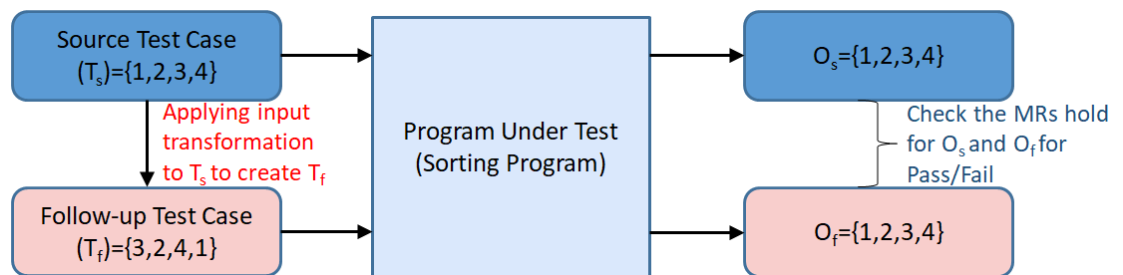 Source Test Case
(Ts)={1,2,3,4}
Applying input
transformation
to Ts to create Tf
Follow-up Test Case
(Tf)={3,2,4,1}
Program Under Test
(Sorting Program)
Os={1,2,3,4}
Check the MRs hold
for Os and Of for
Pass/Fail
Of={1,2,3,4}